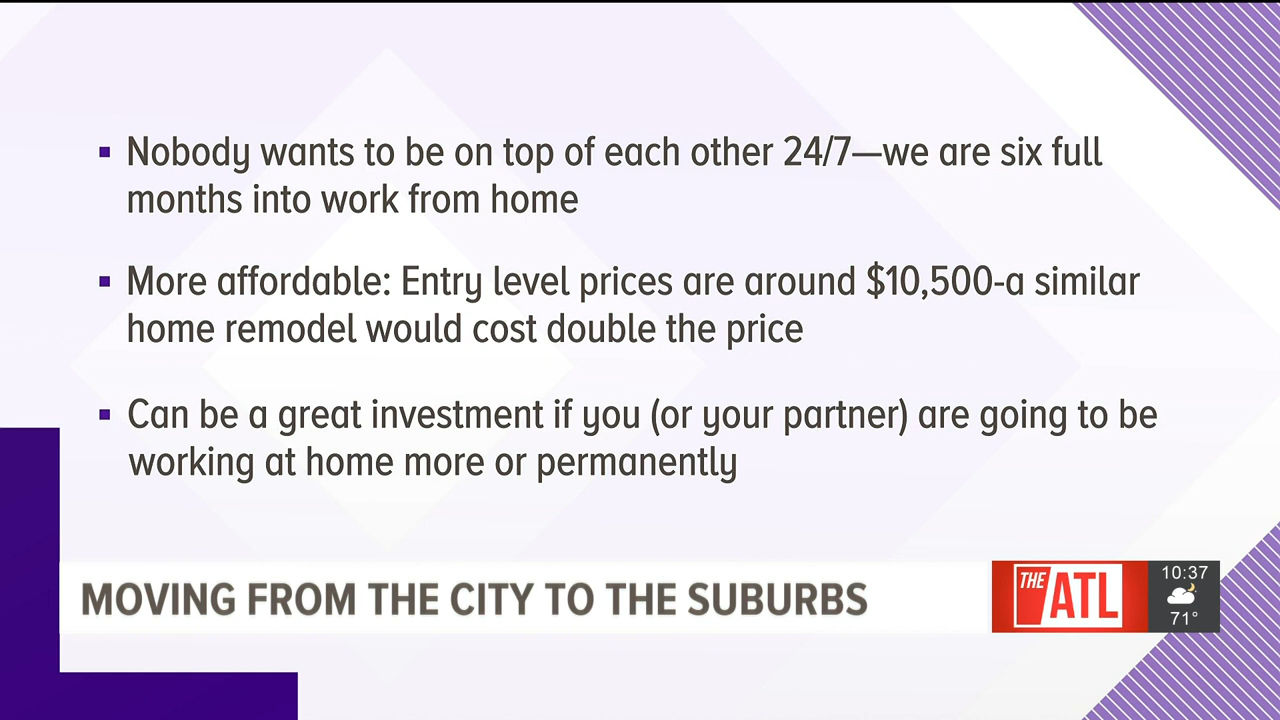 ▪ Nobody wants to be on top of each other 24/7—we are six full
months into work from home
▪ More affordable: Entry level prices are around $10,500-a similar
home remodel would cost double the price
▪ Can be a great investment if you (or your partner) are going to be
working at home more or permanently
MOVING FROM THE CITY TO THE SUBURBS
THE ATL
10:37
71°